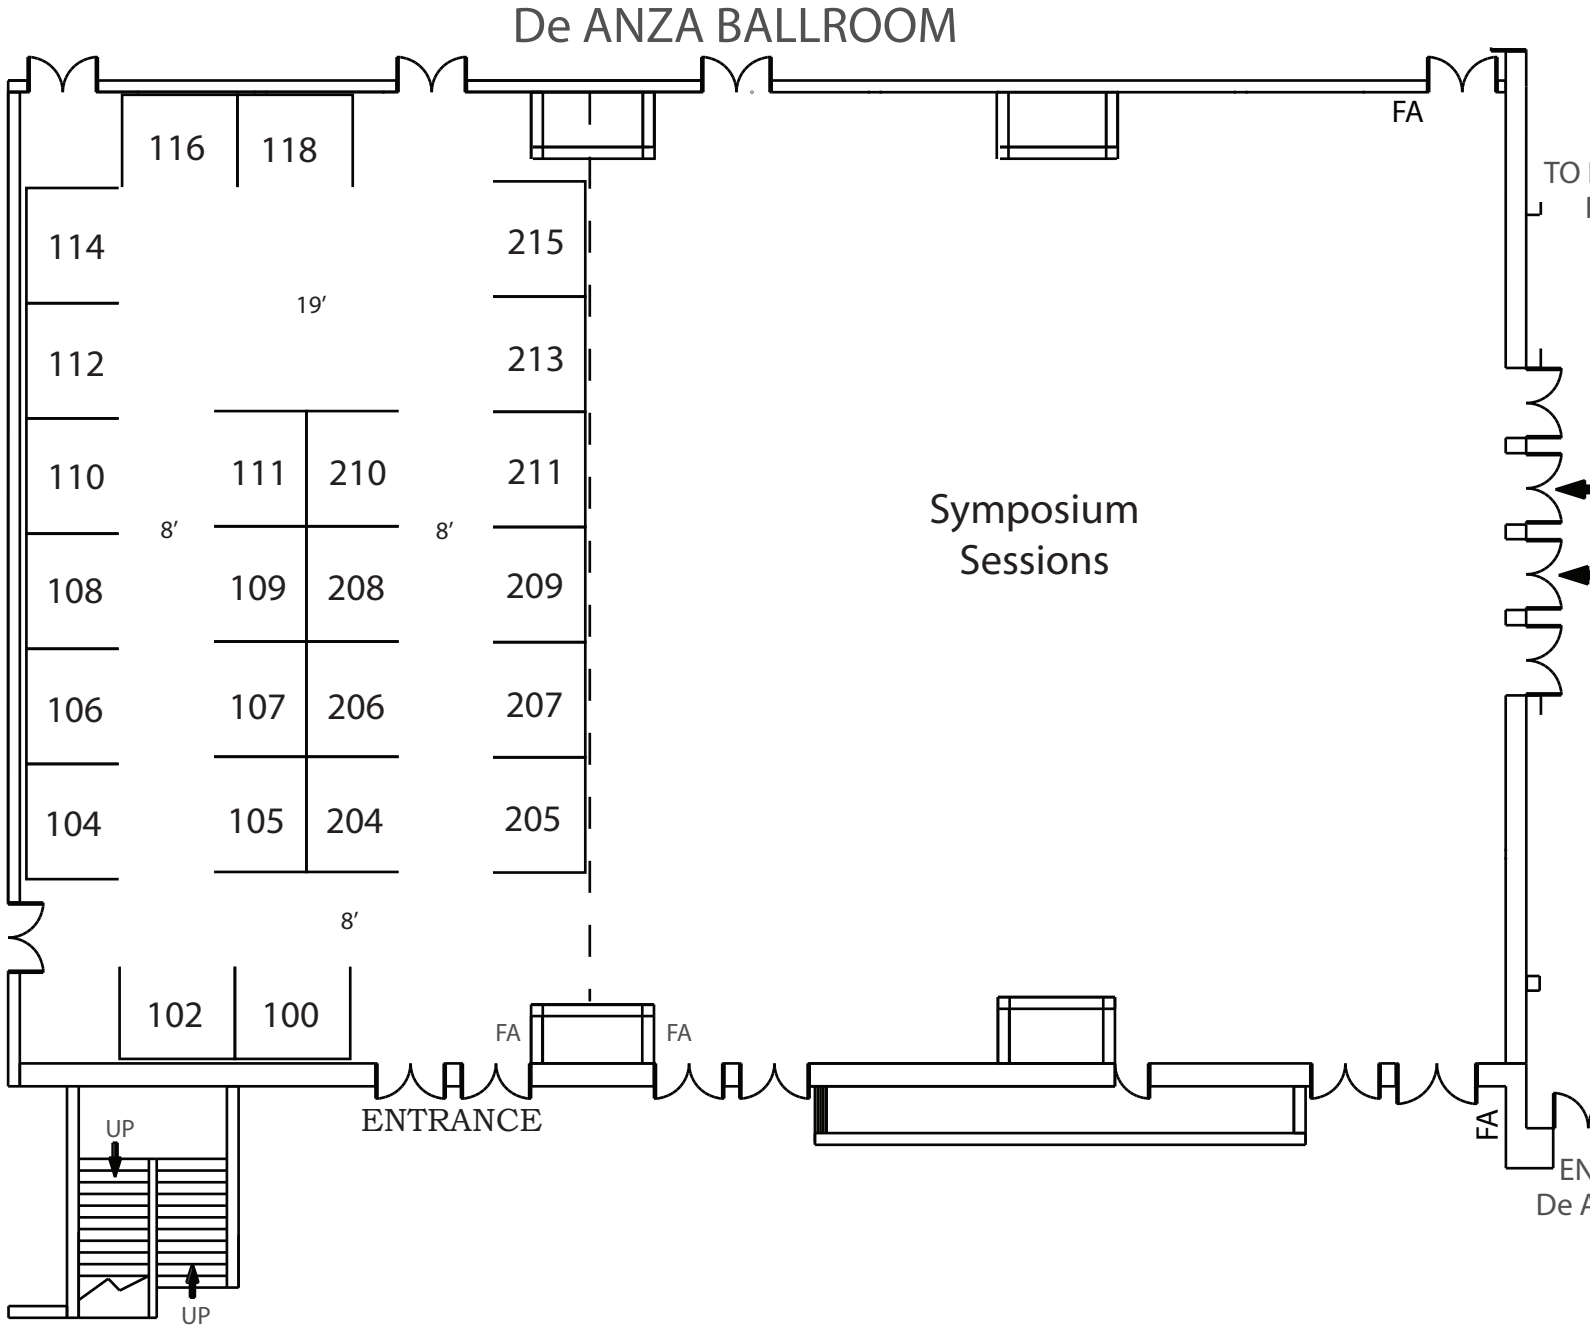 De ANZA BALLROOM
FA
116 118
TO
114 215
19'
112 213
110 111 210 211
8' 8'
Symposium
Sessions
108 109 208 209
106 107 206 207
104 105 204 205
8'
102 100
FA FA
ENTRANCE
FA
UP
EN
De A
UP